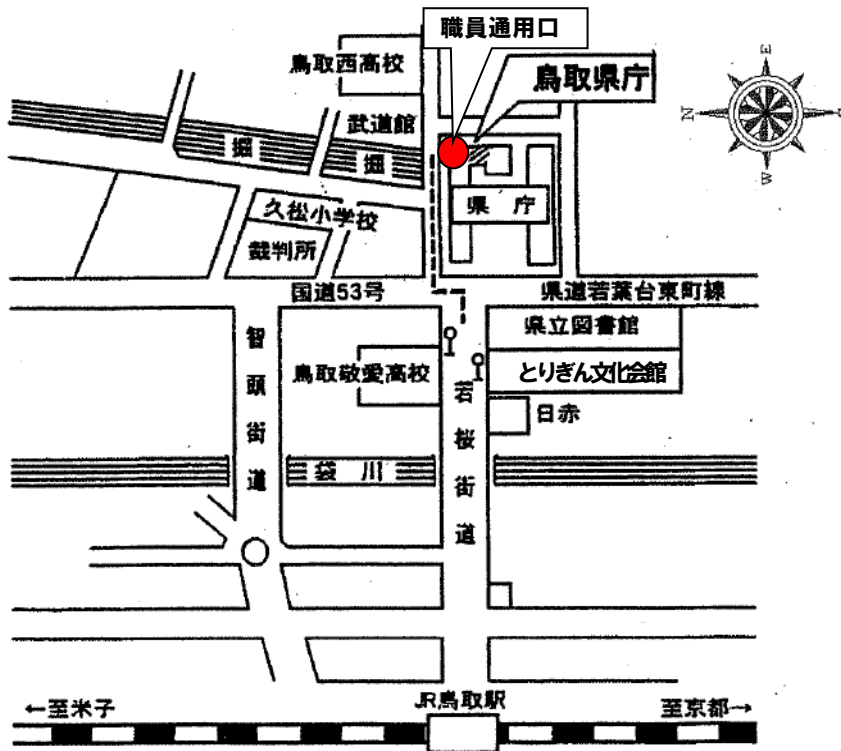 職員通用口
鳥取西高校
鳥取県庁
武道館
堀
堀
県庁
久松小学校
裁判所
国道53号
県道若葉台東町線
県立図書館
とりぎん文化会館
鳥取敬愛高校
日赤
智頭街道
若桜街道
袋川
JR鳥取駅
←至米子
至京都→
E
N
W